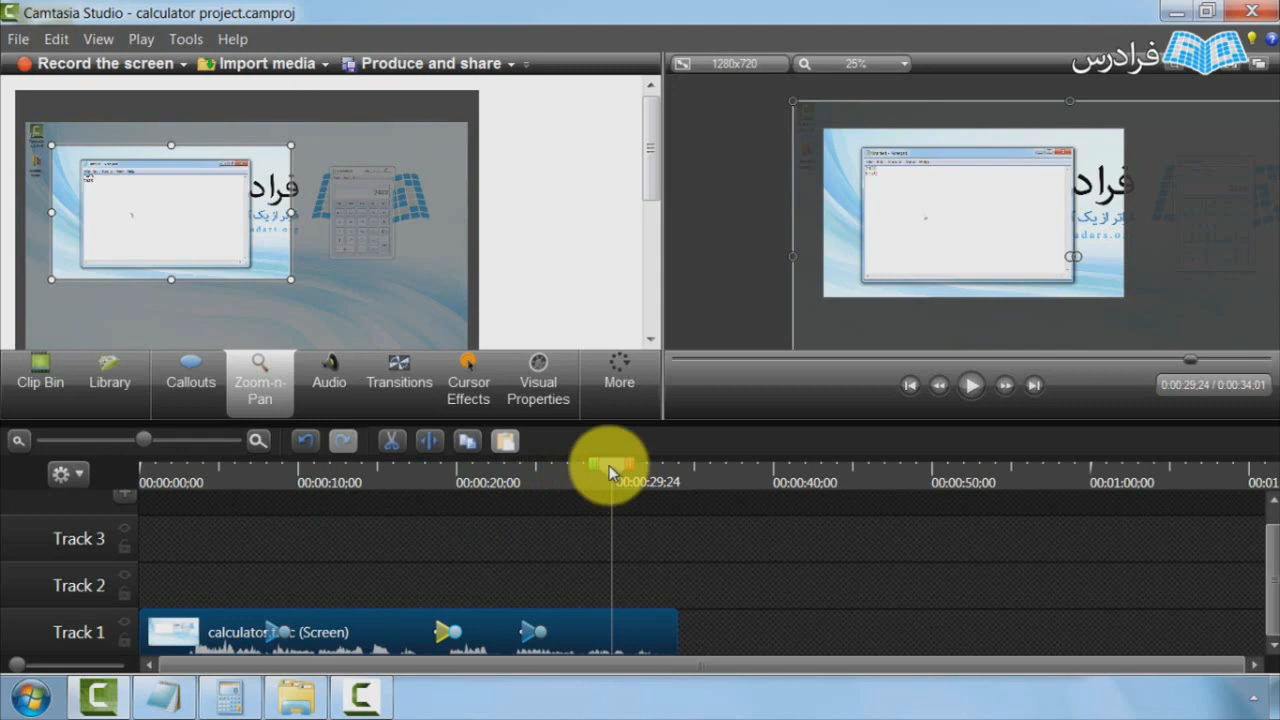 Camtasia Studio - calculator project.camproj
File Edit View Play Tools Help
Record the screen Import media Produce and share
1280x720 25%
فرادرس
فراد
فراد
Clip Bin Library Callouts Zoom-n-Pan Audio Transitions Cursor Effects Visual Properties More
0:00:29;24 / 0:00:34;01
00:00:00;00 00:00:10;00 00:00:20;00 00:00:29;24 00:00:40;00 00:00:50;00 00:01:00;00 00:01
Track 3
Track 2
Track 1 (Screen)